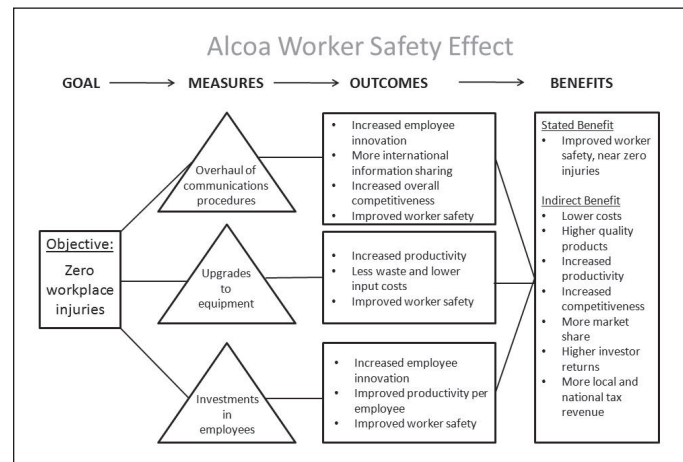 Alcoa Worker Safety Effect
GOAL
MEASURES
OUTCOMES
BENEFITS
Objective:
Zero
workplace
injuries
Overhaul of
communications
procedures
Upgrades
to
equipment
Investments
in
employees
• Increased employee
innovation
• More international
information sharing
• Increased overall
competitiveness
• Improved worker safety
• Increased productivity
• Less waste and lower
input costs
• Improved worker safety
• Increased employee
innovation
• Improved productivity per
employee
• Improved worker safety
Stated Benefit
• Improved worker
safety, near zero
injuries
Indirect Benefit
• Lower costs
• Higher quality
products
• Increased
productivity
• Increased
competitiveness
• More market
share
• Higher investor
returns
• More local and
national tax
revenue